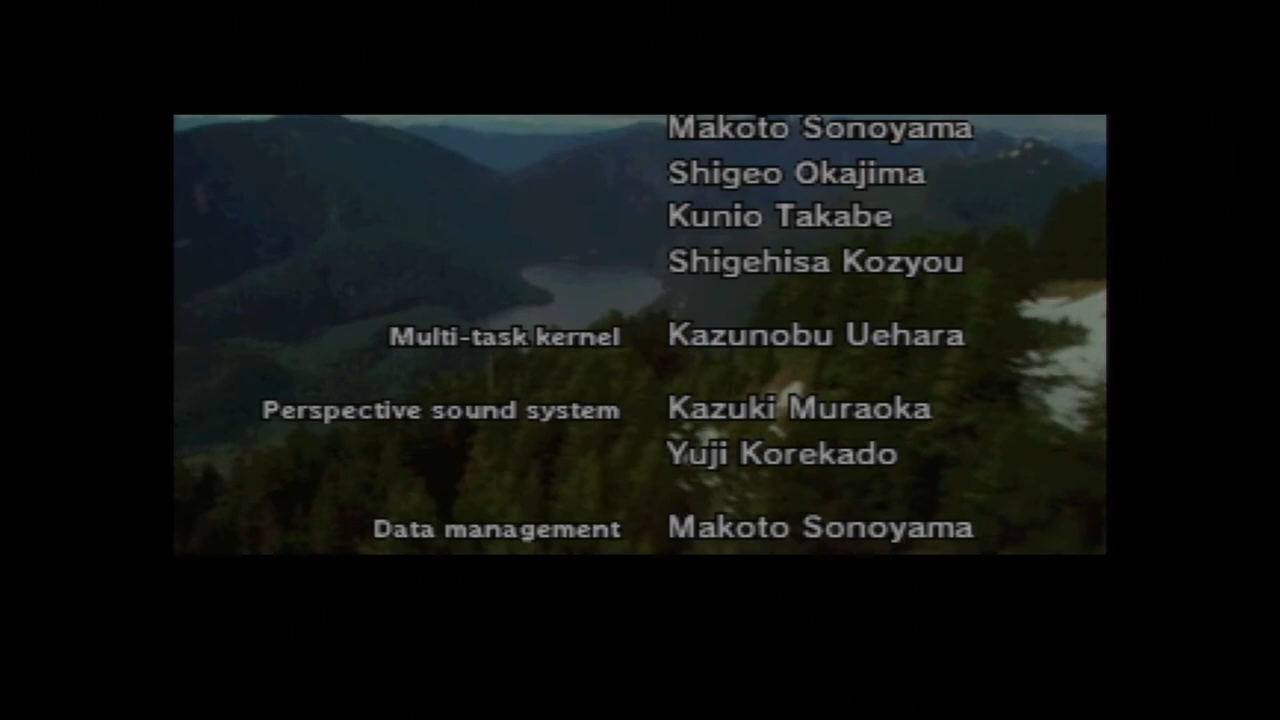 Makoto Sonoyama
Shigeo Okajima
Kunio Takabe
Shigehisa Kozyou
Multi-task kernel Kazunobu Uehara
Perspective sound system Kazuki Muraoka
Yuji Korekado
Data management Makoto Sonoyama